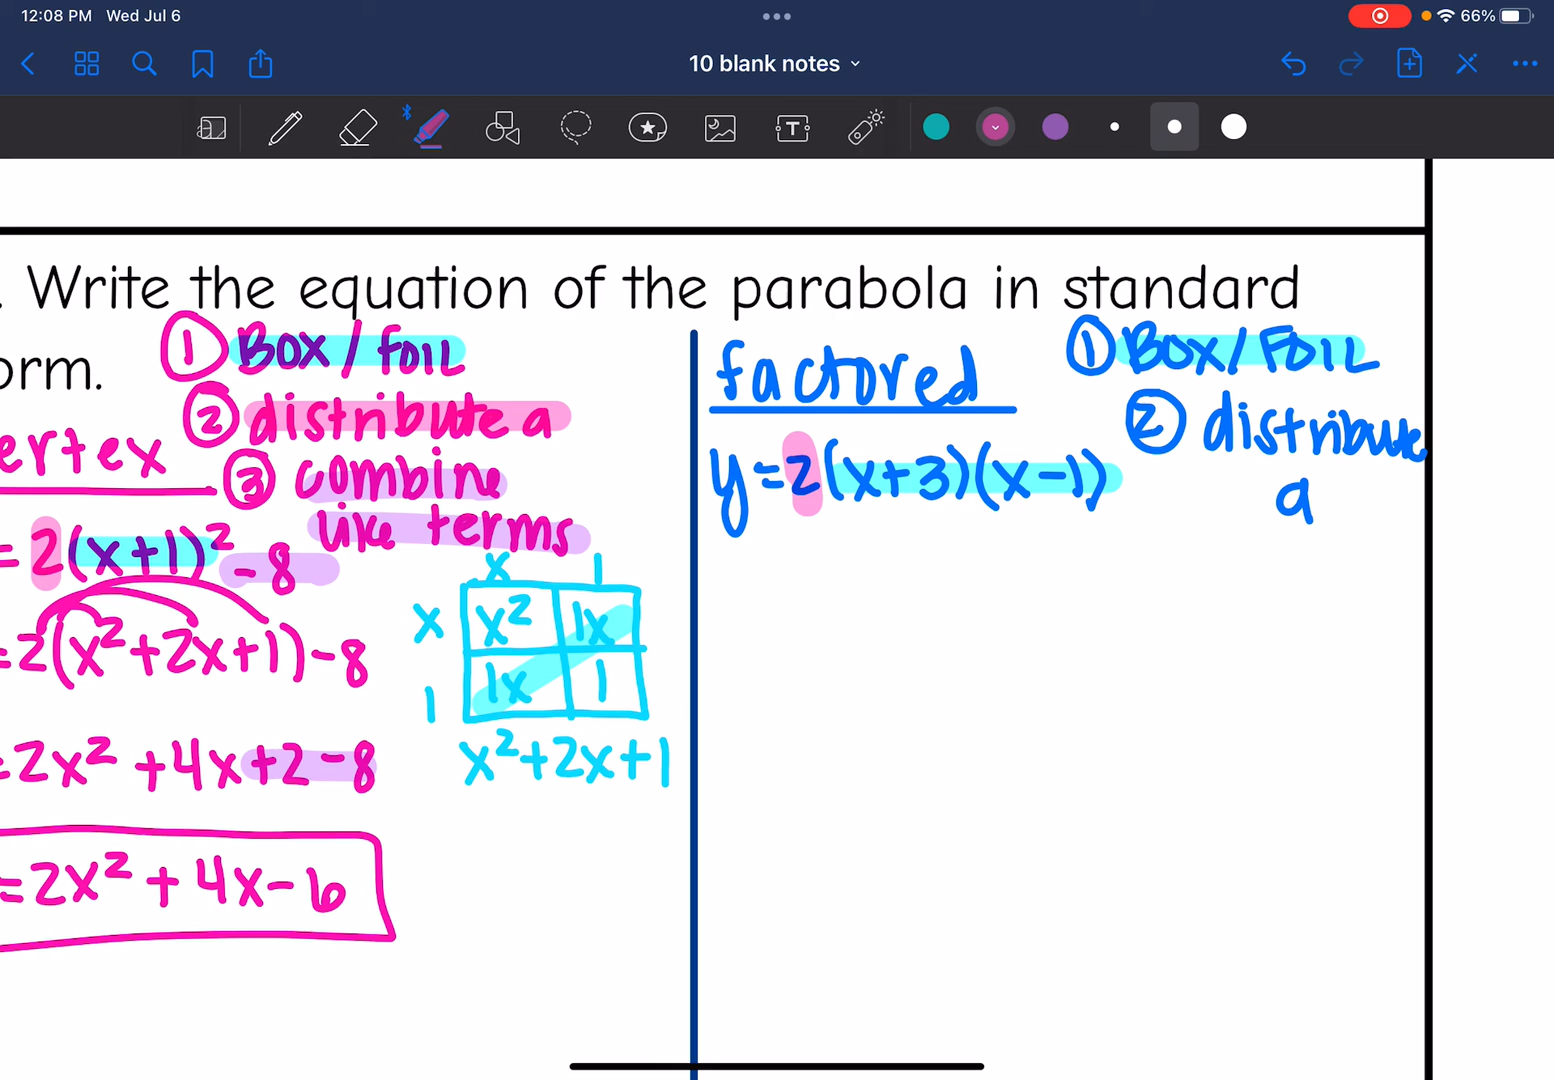 12:08 PM Wed Jul 6
66%
10 blank notes
. Write the equation of the parabola in standard
orm.
① BOX / FOIL
② distribute a
③ combine
like terms
ertex
= 2(x+1)² -8
=2(x²+2x+1)-8
=2x² +4x+2-8
=2x² + 4x-6
x 1
x x² 1x
1 1x 1
x²+2x+1
factored
y=2(x+3)(x-1)
① BOX/FOIL
② distribute
a